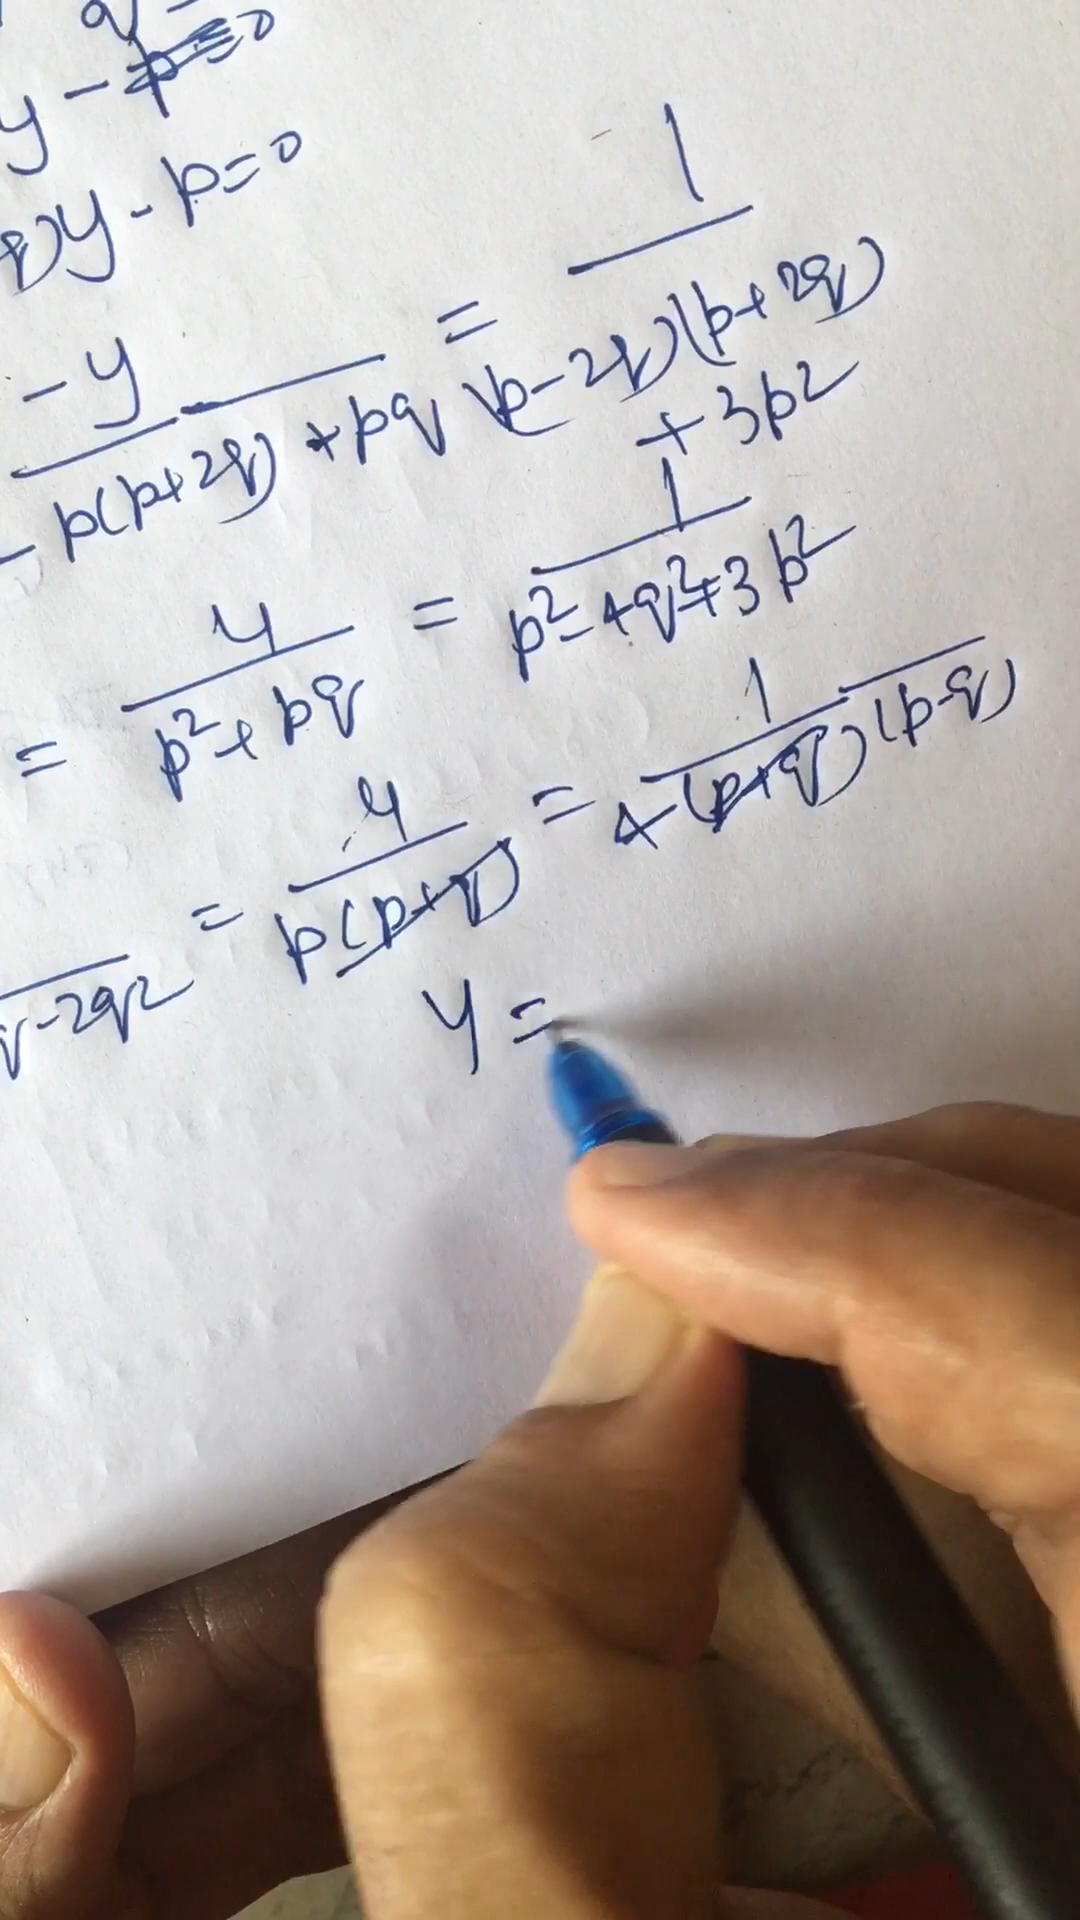 y - p = 0
)y - p = 0
-y / -p(p+2q) + pq = 1 / (p-2q)(p+2q) + 3p²
= y / p²+pq = 1 / p²-4q²+3p²
-2q² = y / p(p+q) = 1 / 4(p+q)(p-q)
y =